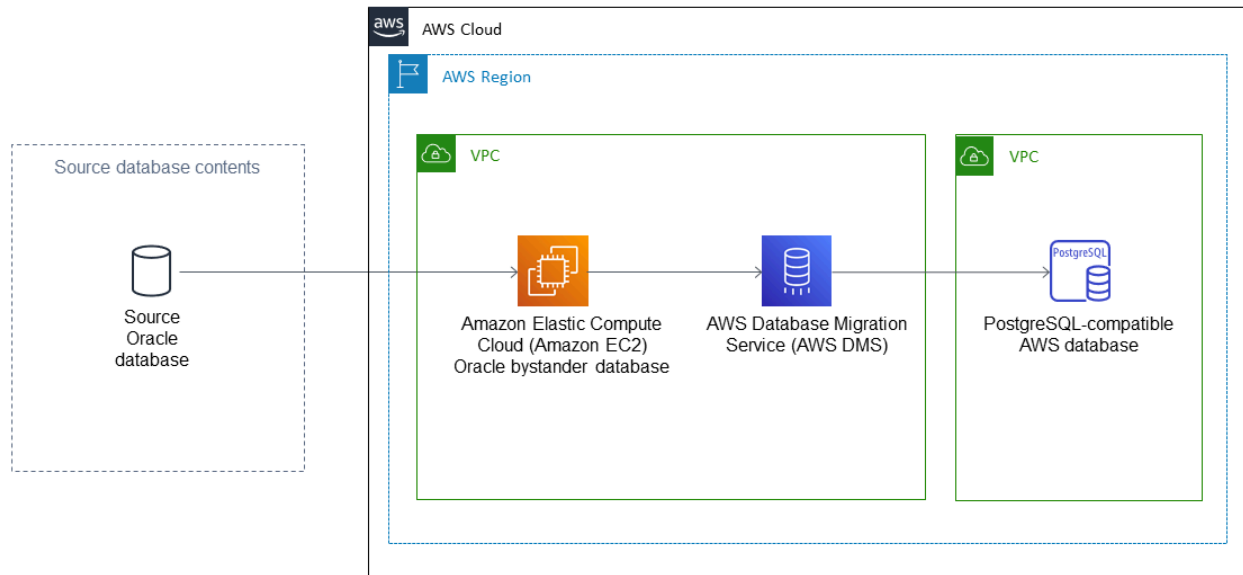 aws
AWS Cloud
AWS Region
Source database contents
VPC
VPC
Source
Oracle
database
Amazon Elastic Compute
Cloud (Amazon EC2)
Oracle bystander database
AWS Database Migration
Service (AWS DMS)
PostgreSQL
PostgreSQL-compatible
AWS database